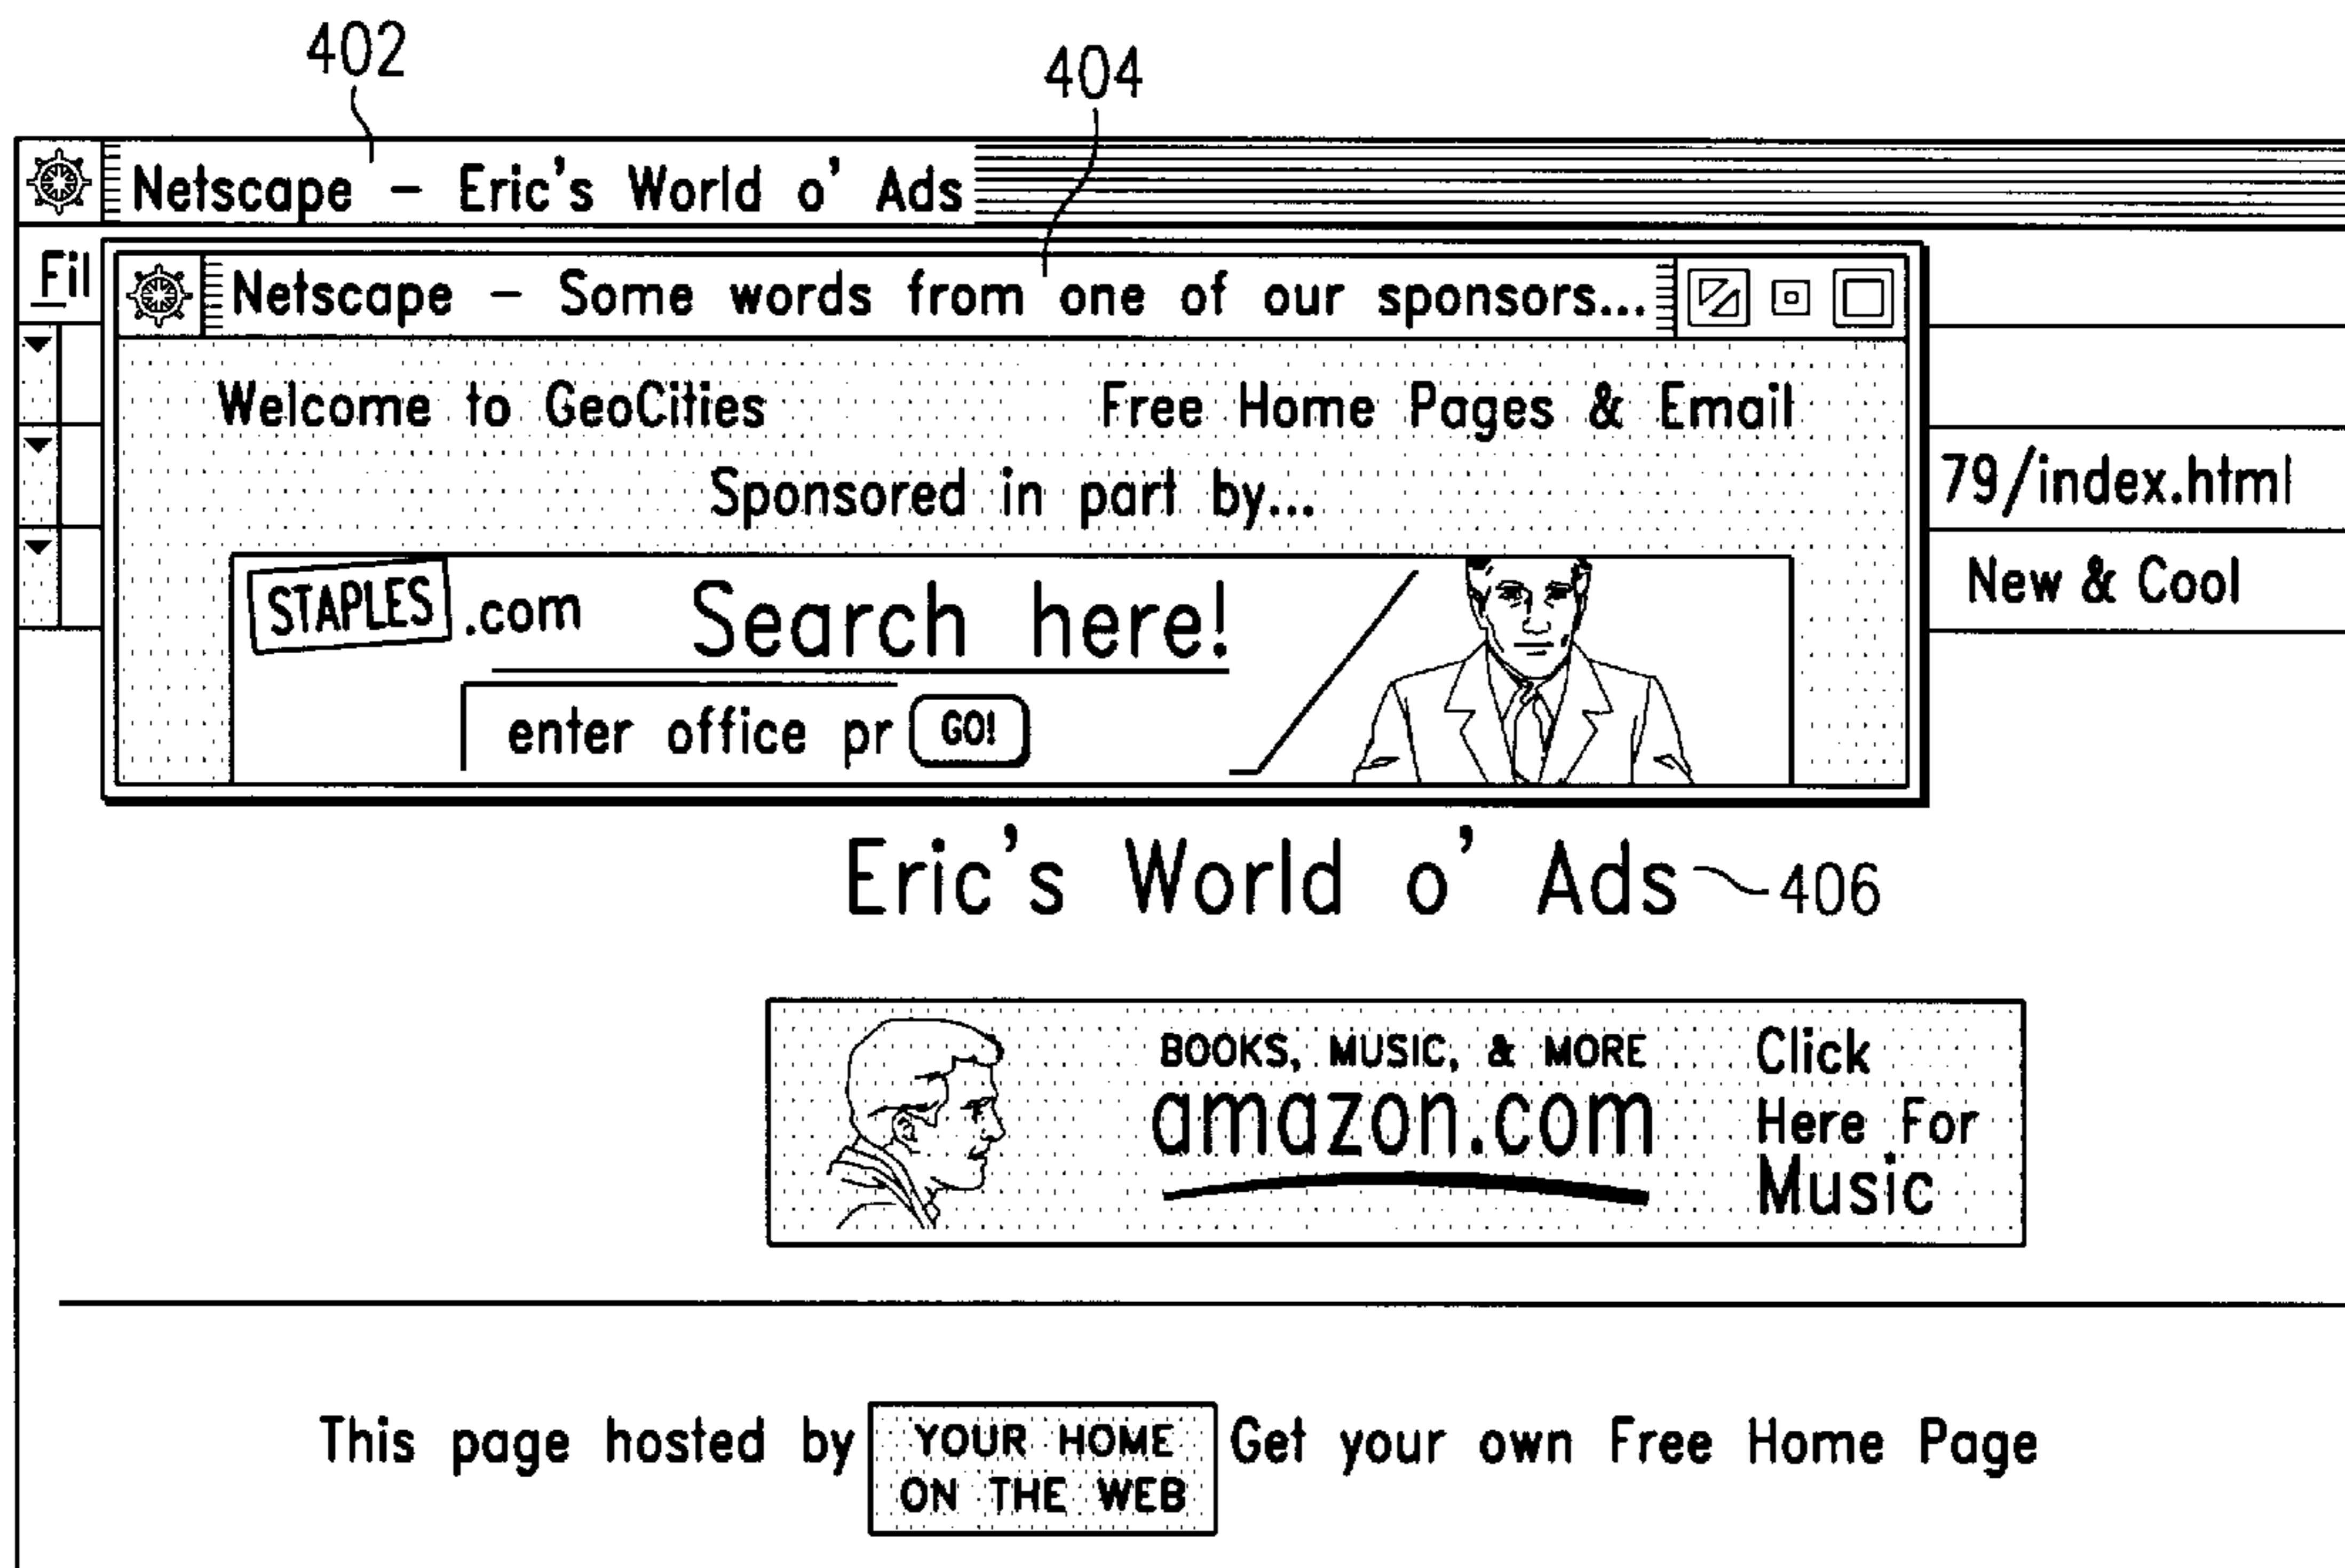 402
404
Netscape - Eric's World o' Ads
Fil
Netscape - Some words from one of our sponsors...
Welcome to GeoCities Free Home Pages & Email
Sponsored in part by...
79/index.html
New & Cool
STAPLES .com Search here!
enter office pr GO!
Eric's World o' Ads 406
BOOKS, MUSIC, & MORE
amazon.com
Click
Here For
Music
This page hosted by YOUR HOME ON THE WEB Get your own Free Home Page